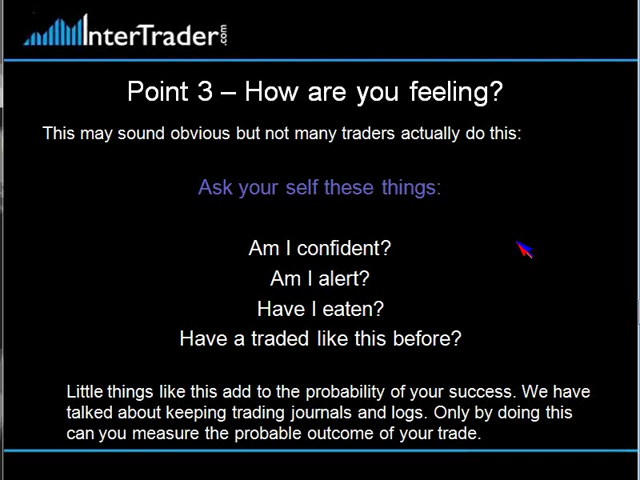 InterTrader.com
Point 3 – How are you feeling?
This may sound obvious but not many traders actually do this:
Ask your self these things:
Am I confident?
Am I alert?
Have I eaten?
Have a traded like this before?
Little things like this add to the probability of your success. We have
talked about keeping trading journals and logs. Only by doing this
can you measure the probable outcome of your trade.